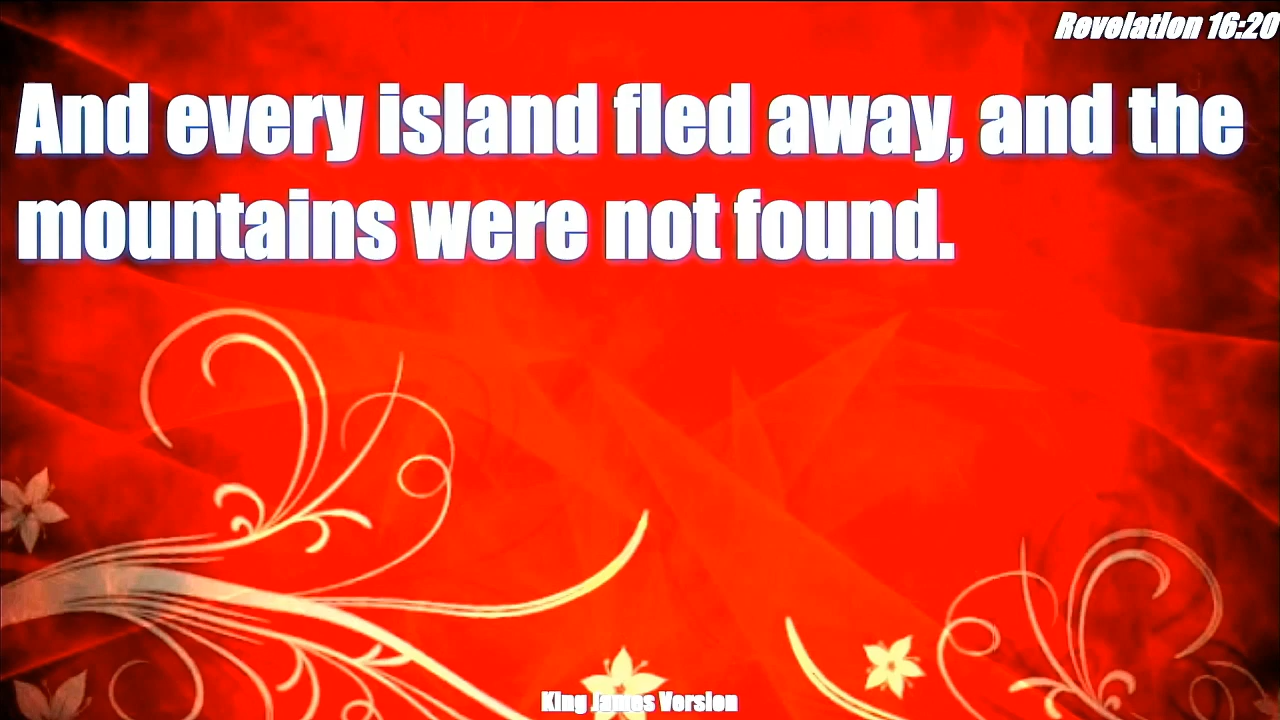 Revelation 16:20
And every island fled away, and the
mountains were not found.
King James Version